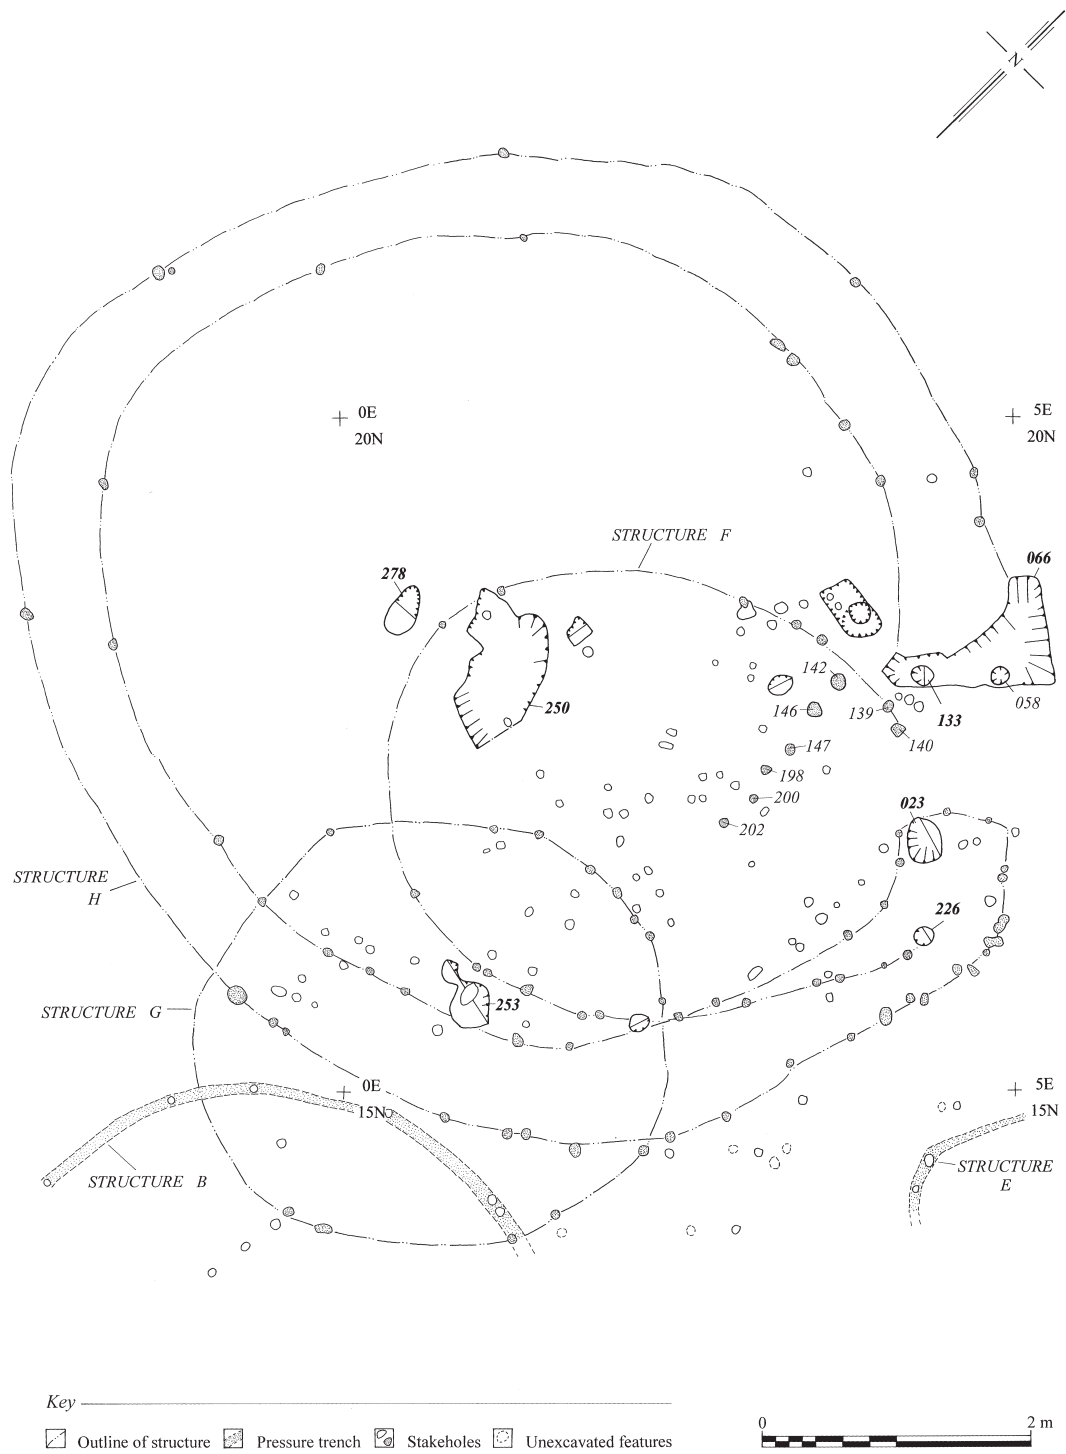 N
0E
20N
5E
20N
STRUCTURE F
066
278
142
250
146
139
133
058
140
147
198
200
202
023
STRUCTURE
H
226
253
STRUCTURE G
0E
15N
5E
15N
STRUCTURE B
STRUCTURE
E
Key
0 2 m
Outline of structure Pressure trench Stakeholes Unexcavated features